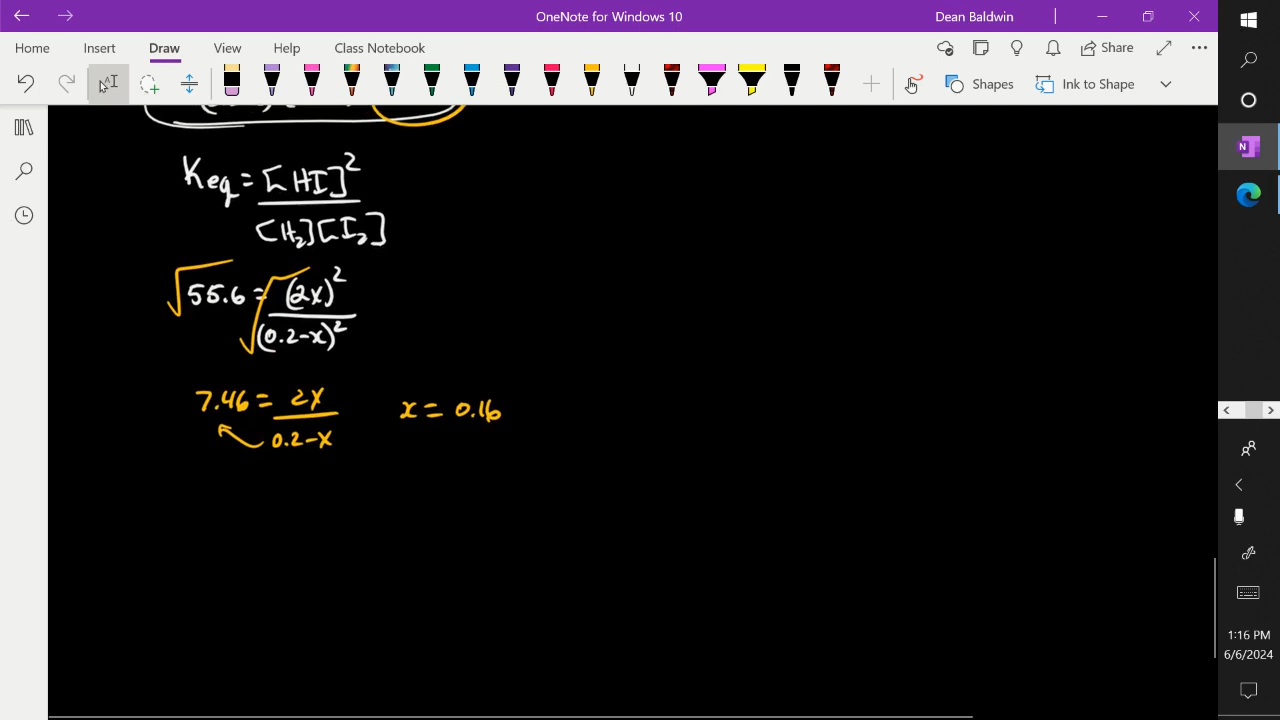 OneNote for Windows 10
Dean Baldwin
Home Insert Draw View Help Class Notebook
Share
Shapes
Ink to Shape
Keq = [HI]²
[H₂][I₂]
√55.6 = √(2x)²
(0.2-x)²
7.46 = 2x
0.2-x
x = 0.16
1:16 PM
6/6/2024